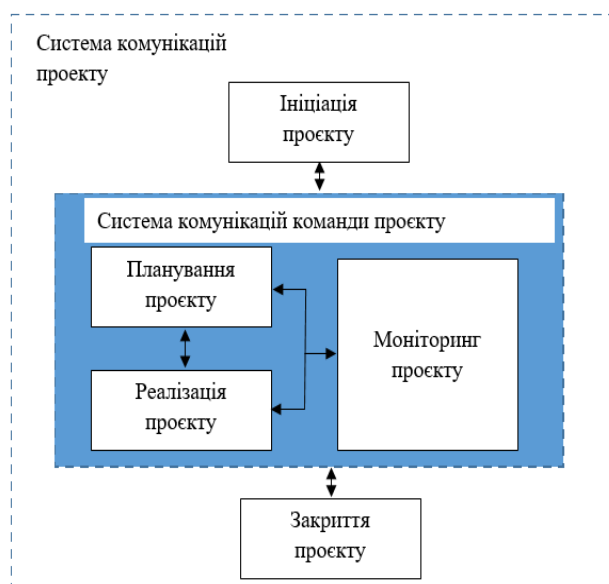 Система комунікацій
проекту
Ініціація
проєкту
Система комунікацій команди проєкту
Планування
проєкту
Моніторинг
проєкту
Реалізація
проєкту
Закриття
проєкту